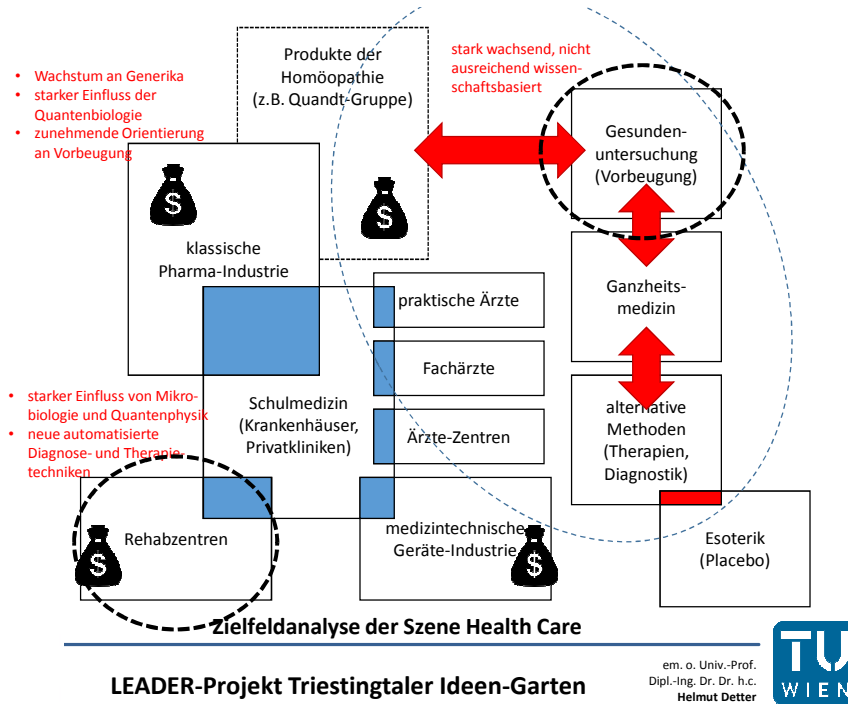 Produkte der
Homöopathie
(z.B. Quandt-Gruppe)
stark wachsend, nicht
ausreichend wissen-
schaftsbasiert
• Wachstum an Generika
• starker Einfluss der
Quantenbiologie
• zunehmende Orientierung
an Vorbeugung
Gesunden-
untersuchung
(Vorbeugung)
$
$
klassische
Pharma-Industrie
praktische Ärzte
Ganzheits-
medizin
Fachärzte
• starker Einfluss von Mikro-
biologie und Quantenphysik
• neue automatisierte
Diagnose- und Therapie-
techniken
Schulmedizin
(Krankenhäuser,
Privatkliniken)
Ärzte-Zentren
alternative
Methoden
(Therapien,
Diagnostik)
Rehabzentren
$
medizintechnische
Geräte-Industrie
$
Esoterik
(Placebo)
Zielfeldanalyse der Szene Health Care
LEADER-Projekt Triestingtaler Ideen-Garten
em. o. Univ.-Prof.
Dipl.-Ing. Dr. Dr. h.c.
Helmut Detter
TU
WIEN